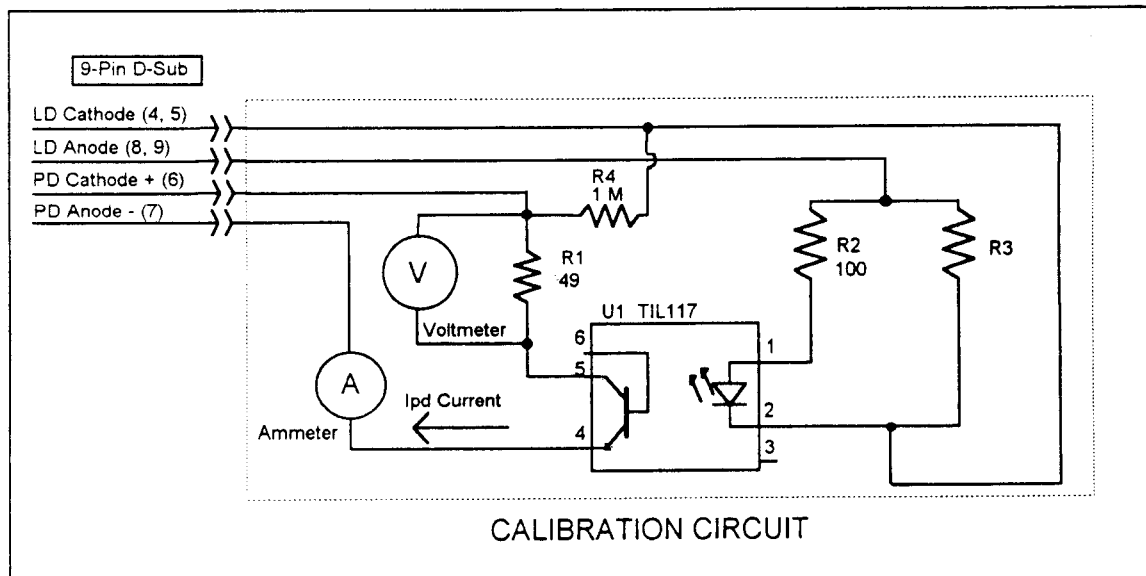 9-Pin D-Sub
LD Cathode (4, 5)
LD Anode (8, 9)
PD Cathode + (6)
PD Anode - (7)
R4
1 M
R1
49
R2
100
R3
V
Voltmeter
U1 TIL117
6
5
4
1
2
3
A
Ammeter
Ipd Current
CALIBRATION CIRCUIT